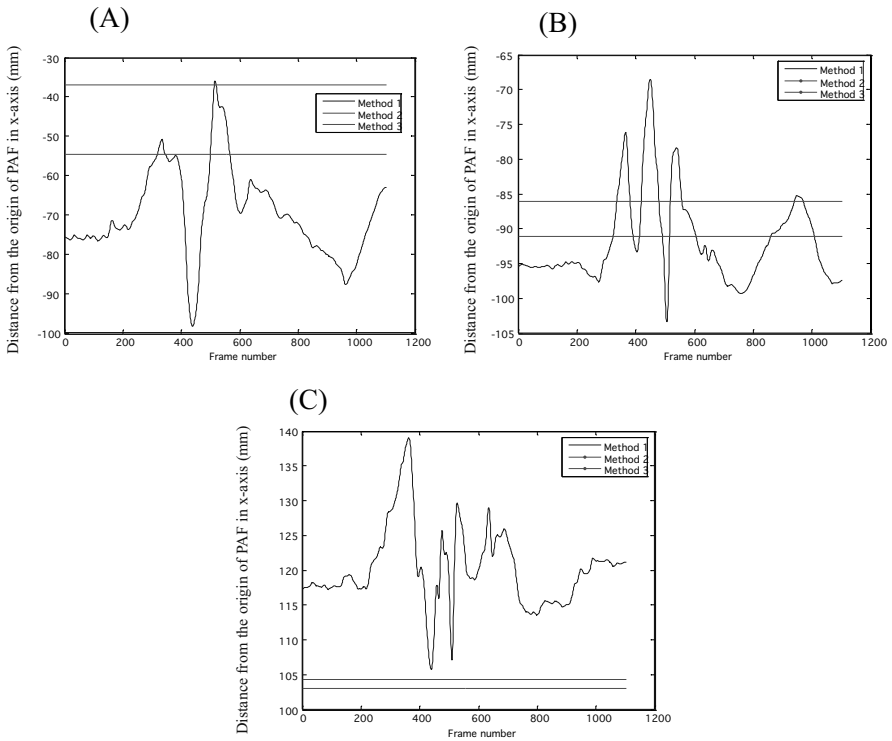 (A)
Distance from the origin of PAF in x-axis (mm)
-30
-40
-50
-60
-70
-80
-90
-100
0
200
400
600
800
1000
1200
Frame number
Method 1
Method 2
Method 3
(B)
Distance from the origin of PAF in x-axis (mm)
-65
-70
-75
-80
-85
-90
-95
-100
-105
0
200
400
600
800
1000
1200
Frame number
Method 1
Method 2
Method 3
(C)
Distance from the origin of PAF in x-axis (mm)
140
135
130
125
120
115
110
105
100
0
200
400
600
800
1000
1200
Frame number
Method 1
Method 2
Method 3